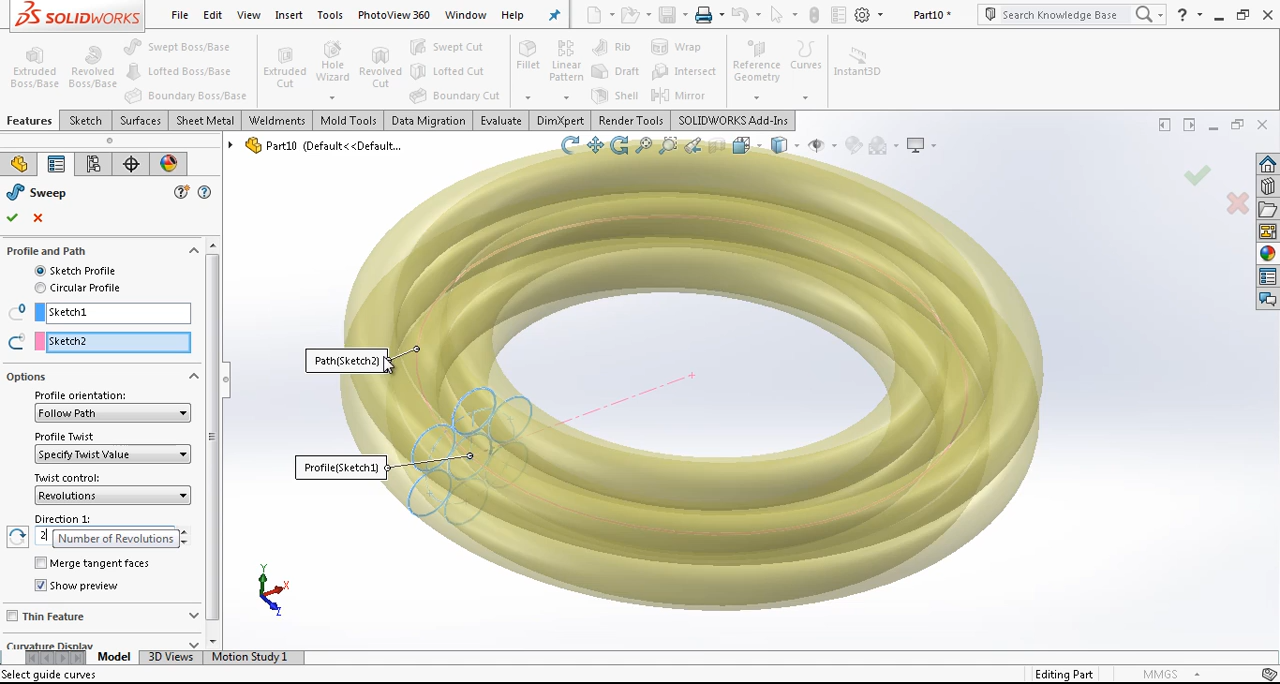 SOLIDWORKS
File Edit View Insert Tools PhotoView 360 Window Help
Part10 *
Search Knowledge Base
?
Extruded Boss/Base
Revolved Boss/Base
Swept Boss/Base
Lofted Boss/Base
Boundary Boss/Base
Extruded Cut
Hole Wizard
Revolved Cut
Swept Cut
Lofted Cut
Boundary Cut
Fillet
Linear Pattern
Rib
Draft
Shell
Wrap
Intersect
Mirror
Reference Geometry
Curves
Instant3D
Features Sketch Surfaces Sheet Metal Weldments Mold Tools Data Migration Evaluate DimXpert Render Tools SOLIDWORKS Add-Ins
Part10 (Default<<Default...
Sweep
Profile and Path
Sketch Profile
Circular Profile
Sketch1
Sketch2
Options
Profile orientation:
Follow Path
Profile Twist
Specify Twist Value
Twist control:
Revolutions
Direction 1:
2
Number of Revolutions
Merge tangent faces
Show preview
Thin Feature
Curvature Display
Path(Sketch2)
Profile(Sketch1)
Y
X
Z
Model 3D Views Motion Study 1
Select guide curves
Editing Part
MMGS